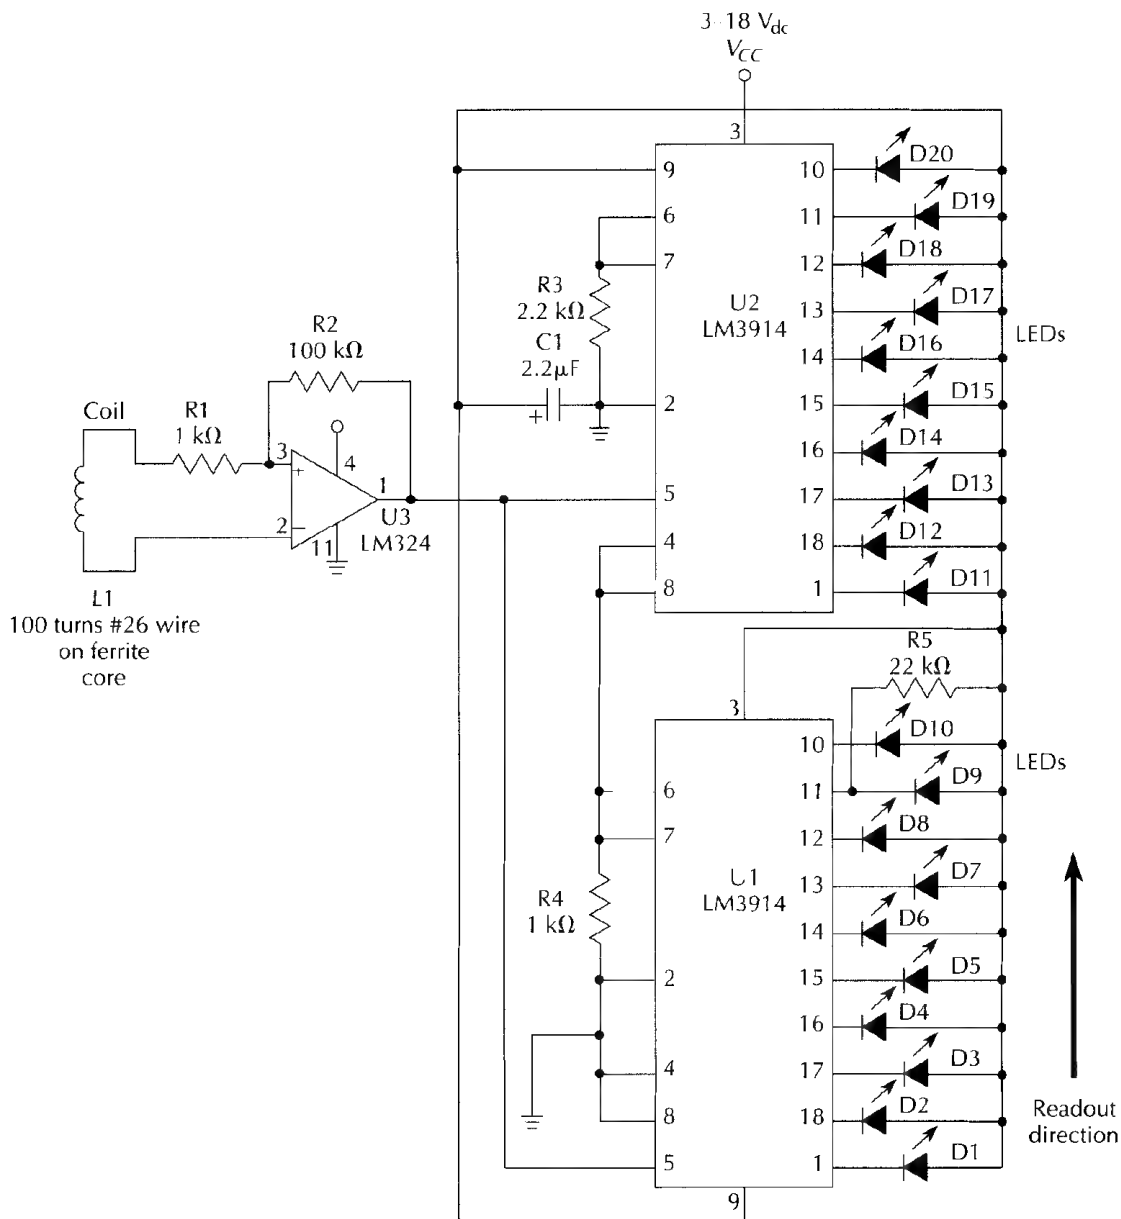 3–18 Vdc
VCC
3
9
6
7
2
5
4
8
U2
LM3914
10
11
12
13
14
15
16
17
18
1
D20
D19
D18
D17
D16
D15
D14
D13
D12
D11
LEDs
R3
2.2 kΩ
C1
2.2μF
+
R2
100 kΩ
Coil
R1
1 kΩ
3
+
4
2
−
11
1
U3
LM324
L1
100 turns #26 wire
on ferrite
core
R5
22 kΩ
3
6
7
2
4
8
5
9
U1
LM3914
10
11
12
13
14
15
16
17
18
1
D10
D9
D8
D7
D6
D5
D4
D3
D2
D1
LEDs
R4
1 kΩ
Readout
direction